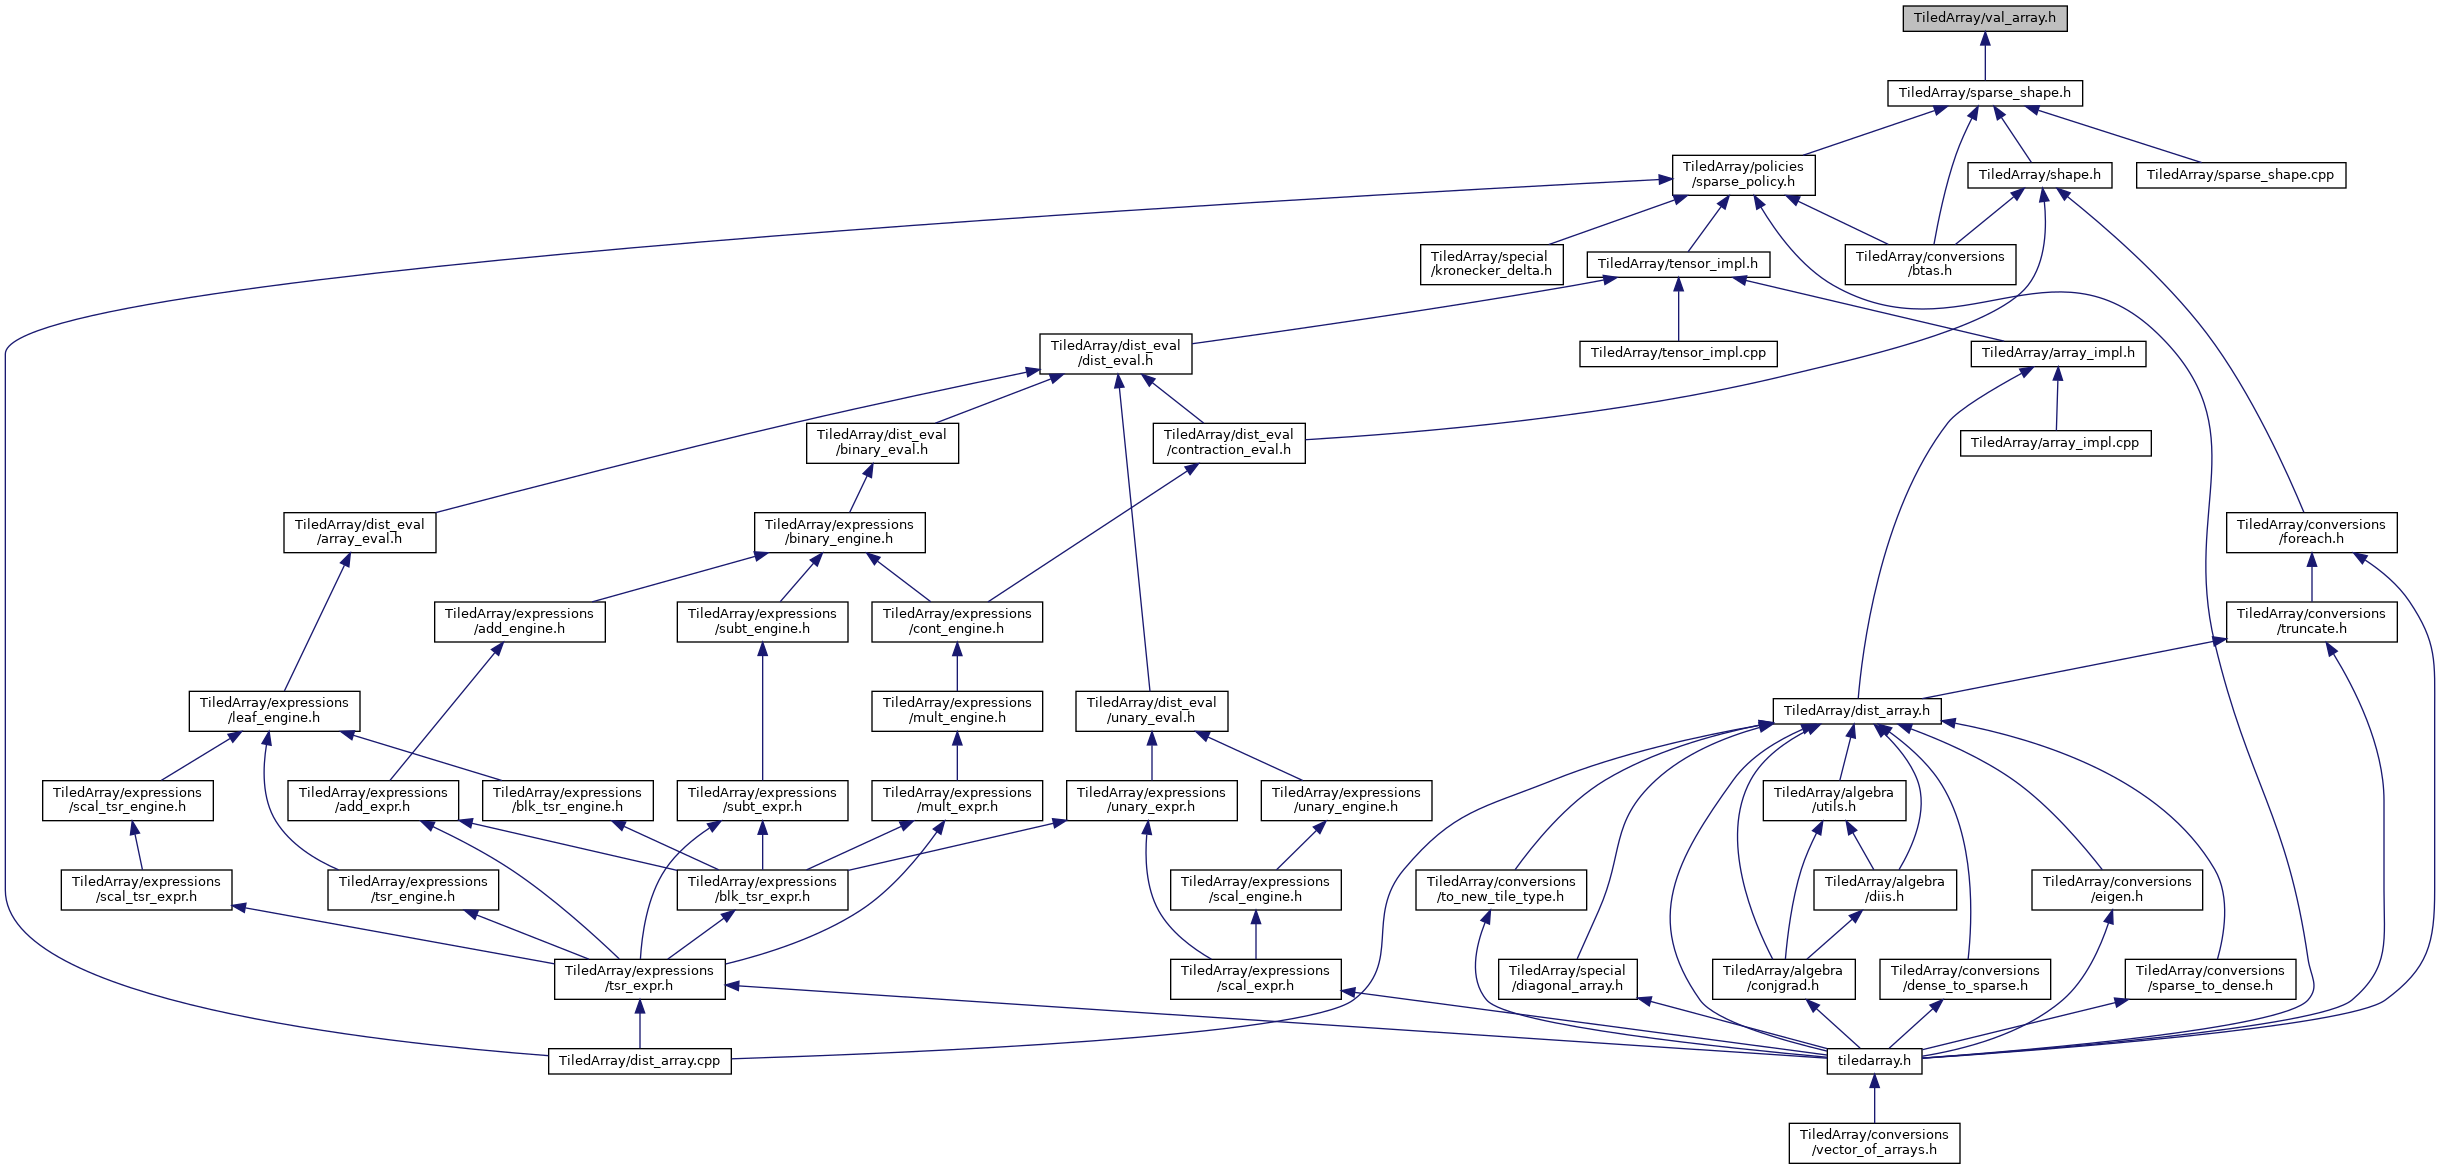 TiledArray/val_array.h
TiledArray/sparse_shape.h
TiledArray/policies
/sparse_policy.h
TiledArray/shape.h
TiledArray/sparse_shape.cpp
TiledArray/special
/kronecker_delta.h
TiledArray/tensor_impl.h
TiledArray/conversions
/btas.h
TiledArray/dist_eval
/dist_eval.h
TiledArray/tensor_impl.cpp
TiledArray/array_impl.h
TiledArray/dist_eval
/binary_eval.h
TiledArray/dist_eval
/contraction_eval.h
TiledArray/array_impl.cpp
TiledArray/dist_eval
/array_eval.h
TiledArray/expressions
/binary_engine.h
TiledArray/conversions
/foreach.h
TiledArray/expressions
/add_engine.h
TiledArray/expressions
/subt_engine.h
TiledArray/expressions
/cont_engine.h
TiledArray/conversions
/truncate.h
TiledArray/expressions
/leaf_engine.h
TiledArray/expressions
/mult_engine.h
TiledArray/dist_eval
/unary_eval.h
TiledArray/dist_array.h
TiledArray/expressions
/scal_tsr_engine.h
TiledArray/expressions
/add_expr.h
TiledArray/expressions
/blk_tsr_engine.h
TiledArray/expressions
/subt_expr.h
TiledArray/expressions
/mult_expr.h
TiledArray/expressions
/unary_expr.h
TiledArray/expressions
/unary_engine.h
TiledArray/algebra
/utils.h
TiledArray/expressions
/scal_tsr_expr.h
TiledArray/expressions
/tsr_engine.h
TiledArray/expressions
/blk_tsr_expr.h
TiledArray/expressions
/scal_engine.h
TiledArray/conversions
/to_new_tile_type.h
TiledArray/algebra
/diis.h
TiledArray/conversions
/eigen.h
TiledArray/expressions
/tsr_expr.h
TiledArray/expressions
/scal_expr.h
TiledArray/special
/diagonal_array.h
TiledArray/algebra
/conjgrad.h
TiledArray/conversions
/dense_to_sparse.h
TiledArray/conversions
/sparse_to_dense.h
TiledArray/dist_array.cpp
tiledarray.h
TiledArray/conversions
/vector_of_arrays.h